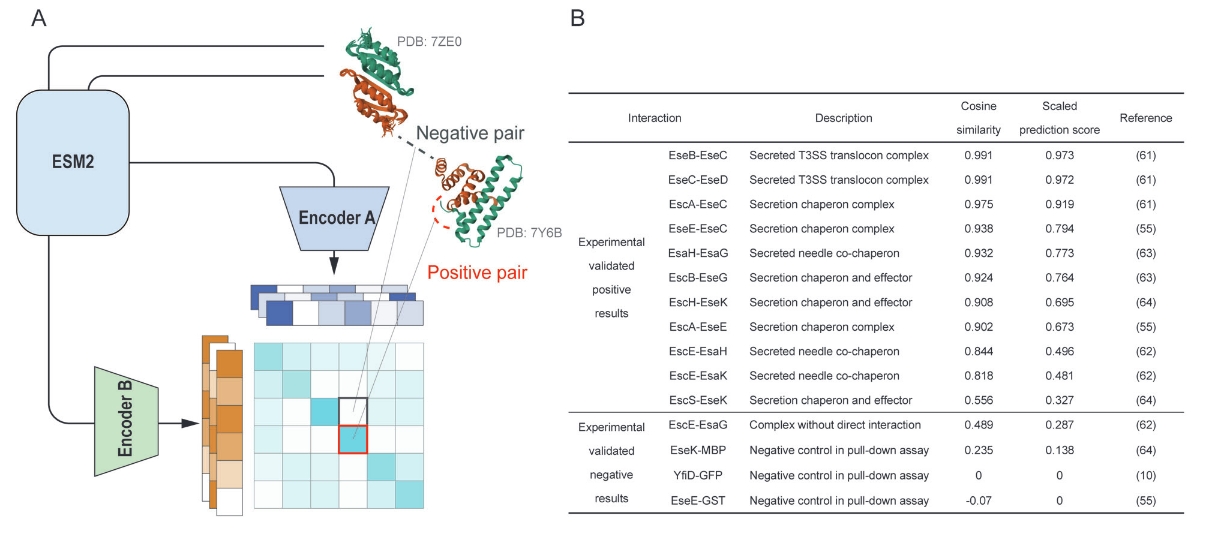 A
PDB: 7ZE0
ESM2
Negative pair
Encoder A
PDB: 7Y6B
Positive pair
Encoder B
B
Interaction Description Cosine similarity Scaled prediction score Reference
Experimental validated positive results
EseB-EseC Secreted T3SS translocon complex 0.991 0.973 (61)
EseC-EseD Secreted T3SS translocon complex 0.991 0.972 (61)
EscA-EseC Secretion chaperon complex 0.975 0.919 (61)
EseE-EseC Secretion chaperon complex 0.938 0.794 (55)
EsaH-EsaG Secreted needle co-chaperon 0.932 0.773 (63)
EscB-EseG Secretion chaperon and effector 0.924 0.764 (63)
EscH-EseK Secretion chaperon and effector 0.908 0.695 (64)
EscA-EseE Secretion chaperon complex 0.902 0.673 (55)
EscE-EsaH Secreted needle co-chaperon 0.844 0.496 (62)
EscE-EsaK Secreted needle co-chaperon 0.818 0.481 (62)
EscS-EseK Secretion chaperon and effector 0.556 0.327 (64)
Experimental validated negative results
EscE-EsaG Complex without direct interaction 0.489 0.287 (62)
EseK-MBP Negative control in pull-down assay 0.235 0.138 (64)
YfiD-GFP Negative control in pull-down assay 0 0 (10)
EseE-GST Negative control in pull-down assay -0.07 0 (55)